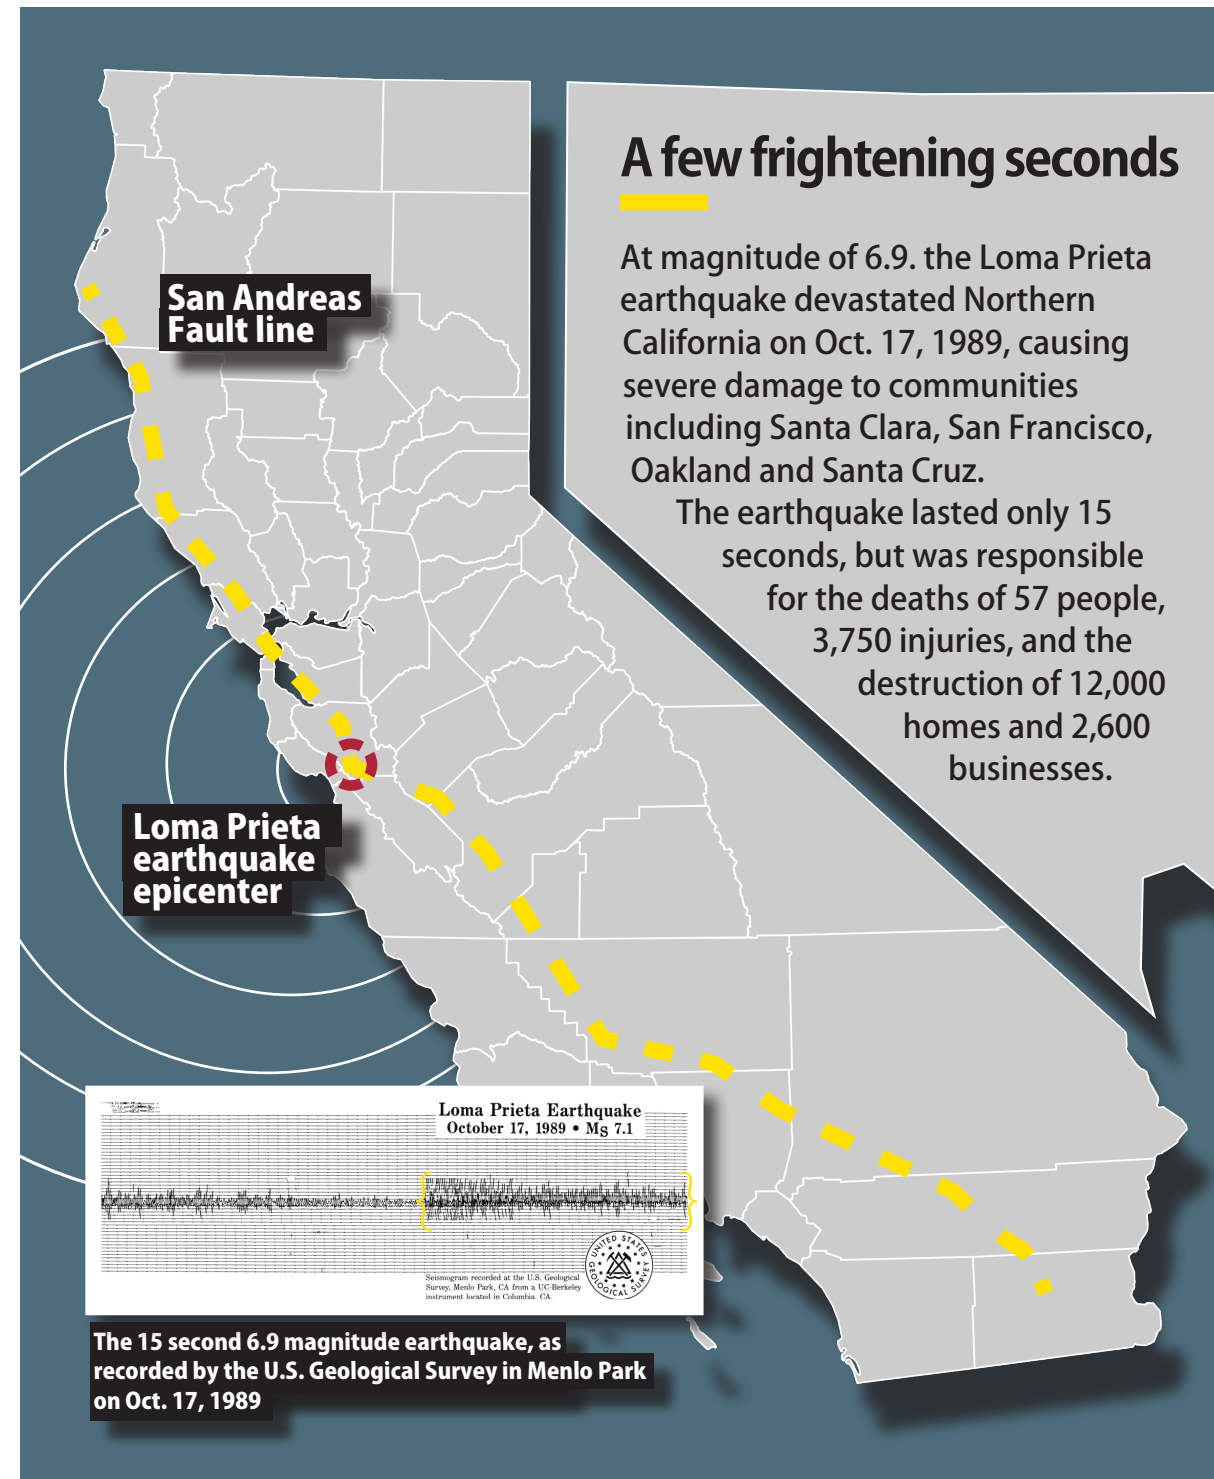 A few frightening seconds
At magnitude of 6.9. the Loma Prieta
earthquake devastated Northern
California on Oct. 17, 1989, causing
severe damage to communities
including Santa Clara, San Francisco,
Oakland and Santa Cruz.
The earthquake lasted only 15
seconds, but was responsible
for the deaths of 57 people,
3,750 injuries, and the
destruction of 12,000
homes and 2,600
businesses.
San Andreas
Fault line
Loma Prieta
earthquake
epicenter
Loma Prieta Earthquake
October 17, 1989 • MS 7.1
Seismogram recorded at the U.S. Geological
Survey, Menlo Park, CA from a UC-Berkeley
instrument located in Columbia, CA.
UNITED STATES
GEOLOGICAL SURVEY
The 15 second 6.9 magnitude earthquake, as
recorded by the U.S. Geological Survey in Menlo Park
on Oct. 17, 1989